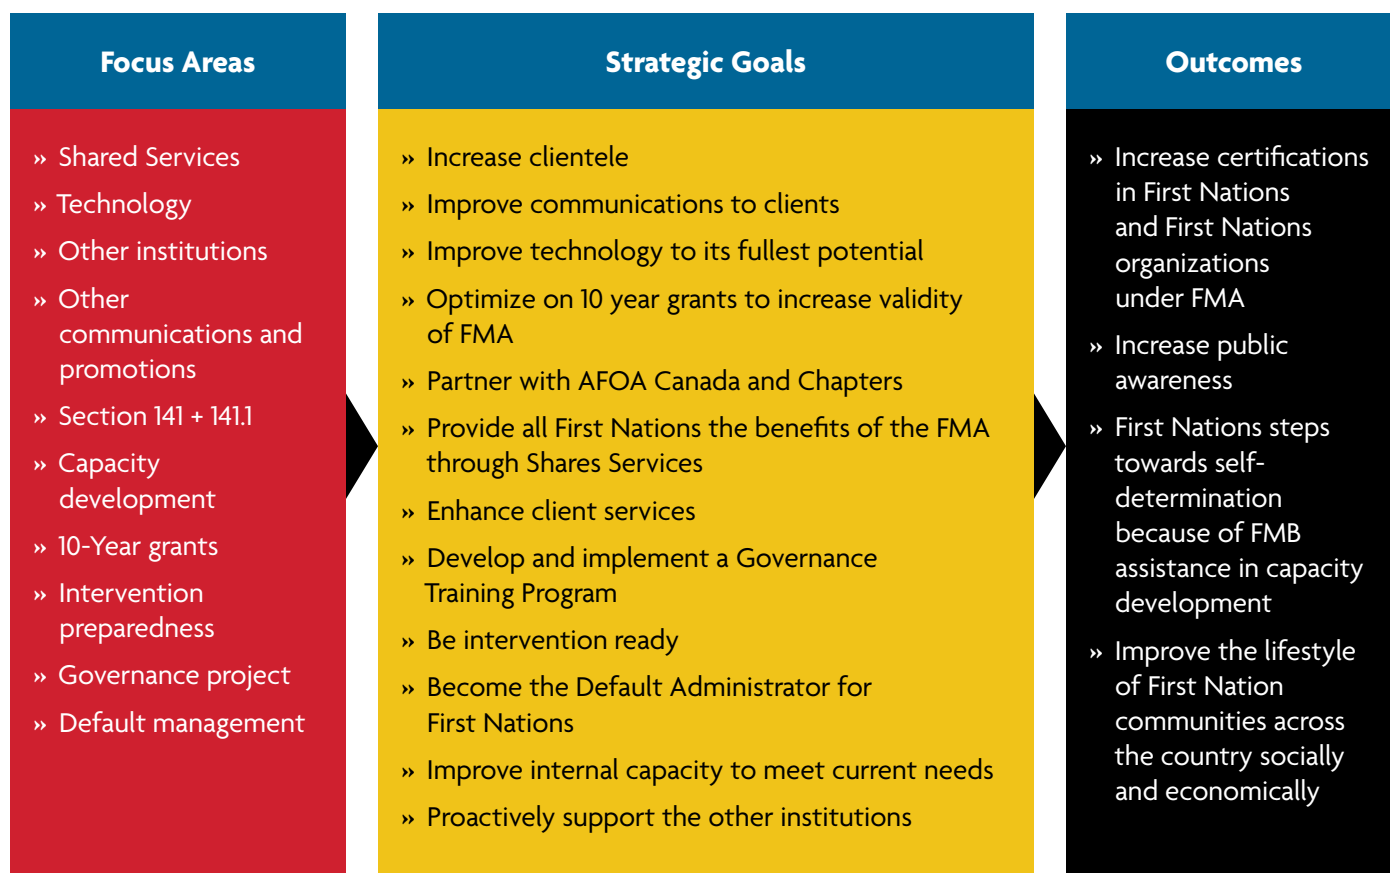 Focus Areas
» Shared Services
» Technology
» Other institutions
» Other
communications and
promotions
» Section 141 + 141.1
» Capacity
development
» 10-Year grants
» Intervention
preparedness
» Governance project
» Default management
Strategic Goals
» Increase clientele
» Improve communications to clients
» Improve technology to its fullest potential
» Optimize on 10 year grants to increase validity
of FMA
» Partner with AFOA Canada and Chapters
» Provide all First Nations the benefits of the FMA
through Shares Services
» Enhance client services
» Develop and implement a Governance
Training Program
» Be intervention ready
» Become the Default Administrator for
First Nations
» Improve internal capacity to meet current needs
» Proactively support the other institutions
Outcomes
» Increase certifications
in First Nations
and First Nations
organizations
under FMA
» Increase public
awareness
» First Nations steps
towards self-
determination
because of FMB
assistance in capacity
development
» Improve the lifestyle
of First Nation
communities across
the country socially
and economically